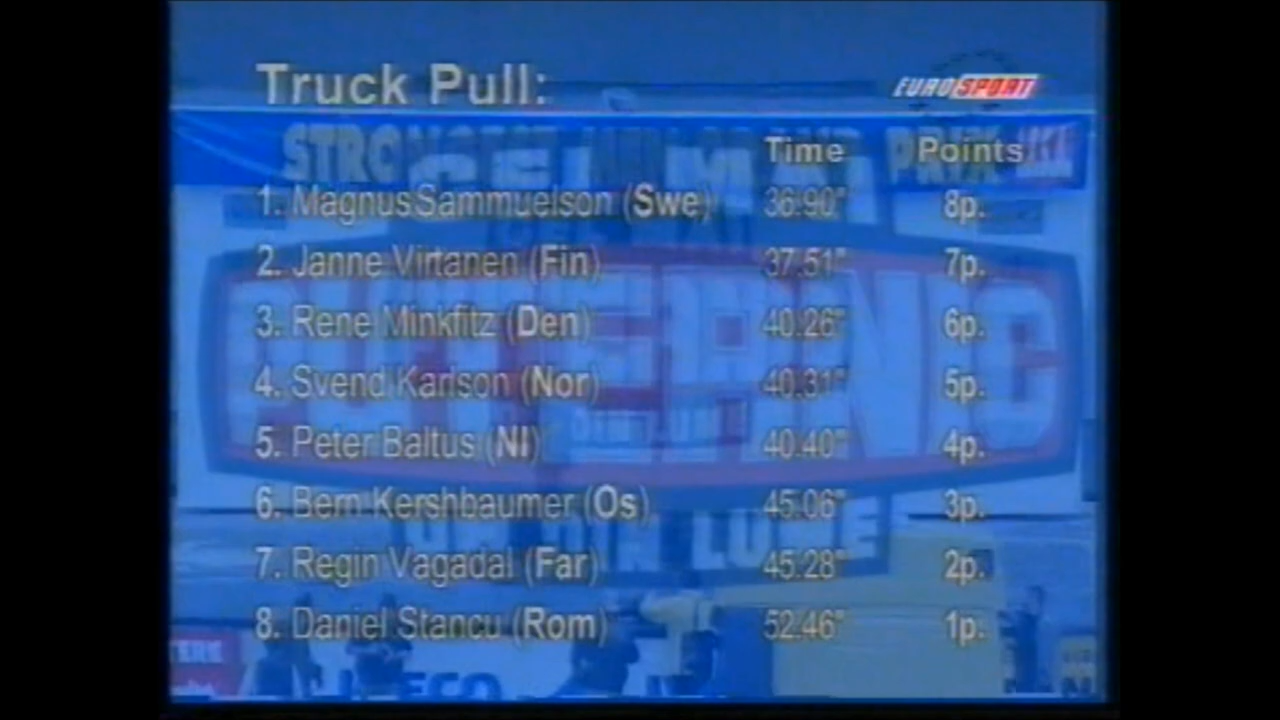 Truck Pull:
EUROSPORT
Time Points
1. Magnus Sammuelson (Swe) 36.90" 8p.
2. Janne Virtanen (Fin) 37.51" 7p.
3. Rene Minkfitz (Den) 40.26" 6p.
4. Svend Karlson (Nor) 40.31" 5p.
5. Peter Baltus (Nl) 40.40" 4p.
6. Bern Kershbaumer (Os) 45.06" 3p.
7. Regin Vagadal (Far) 45.28" 2p.
8. Daniel Stancu (Rom) 52.46" 1p.